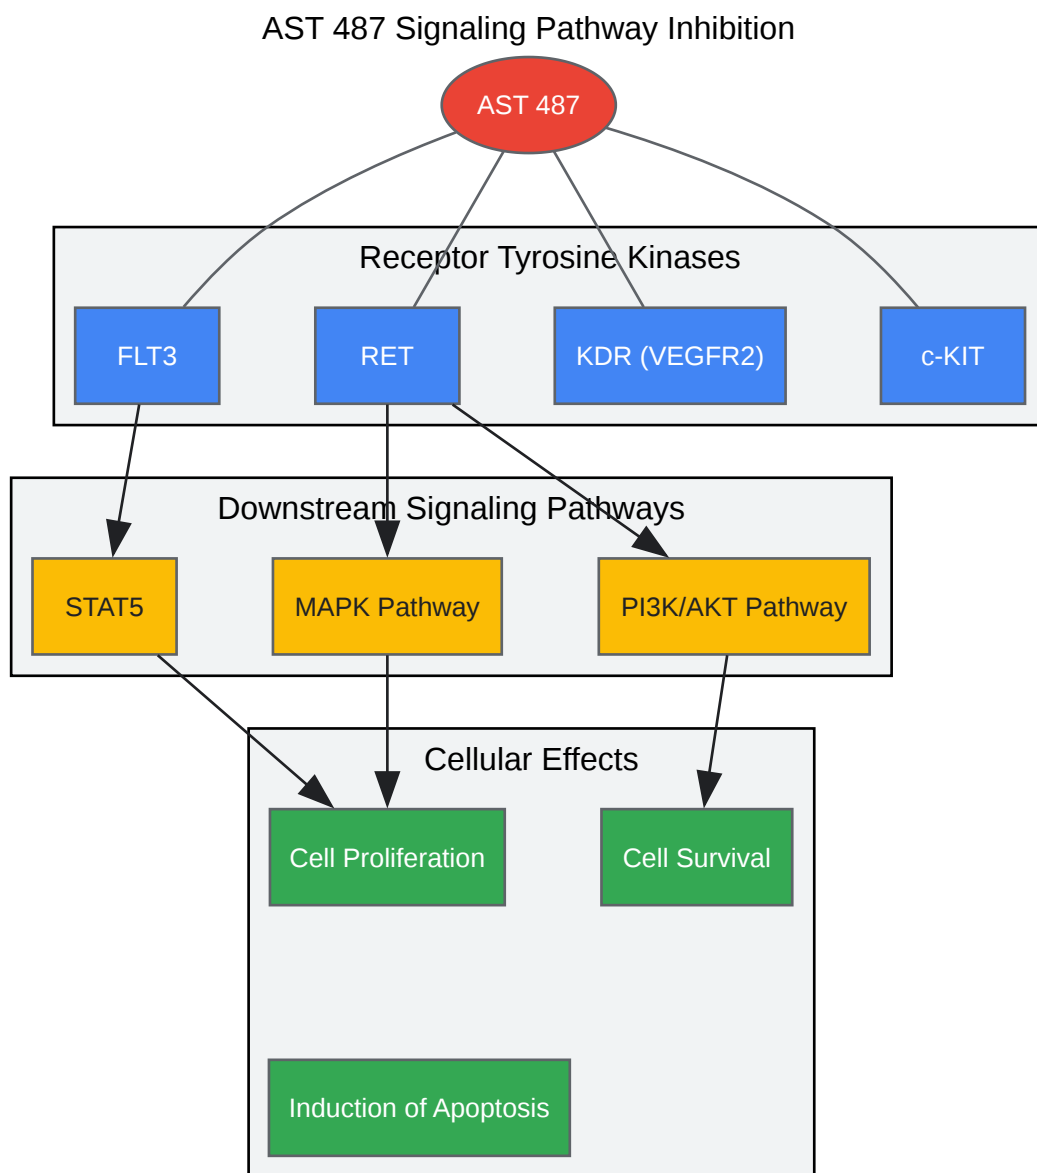 AST 487 Signaling Pathway Inhibition
AST 487
Receptor Tyrosine Kinases
FLT3
RET
KDR (VEGFR2)
c-KIT
Downstream Signaling Pathways
STAT5
MAPK Pathway
PI3K/AKT Pathway
Cellular Effects
Cell Proliferation
Cell Survival
Induction of Apoptosis